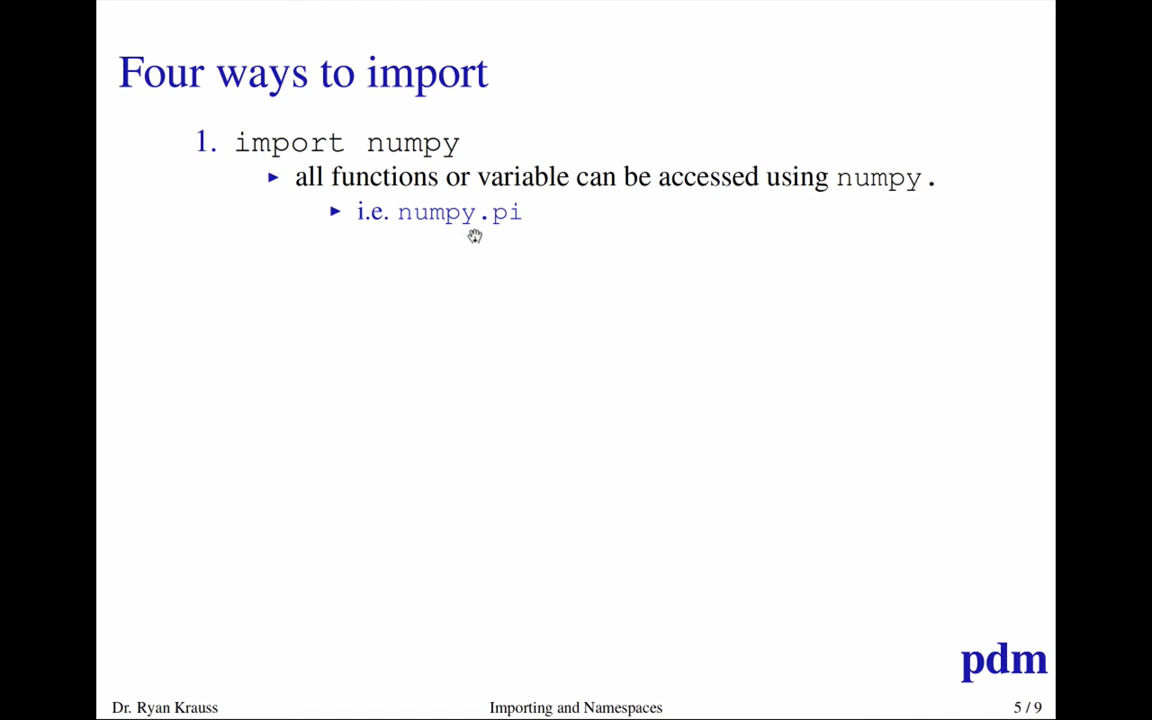 Four ways to import
1. import numpy
▸ all functions or variable can be accessed using numpy.
▸ i.e. numpy.pi
pdm
Dr. Ryan Krauss Importing and Namespaces 5 / 9